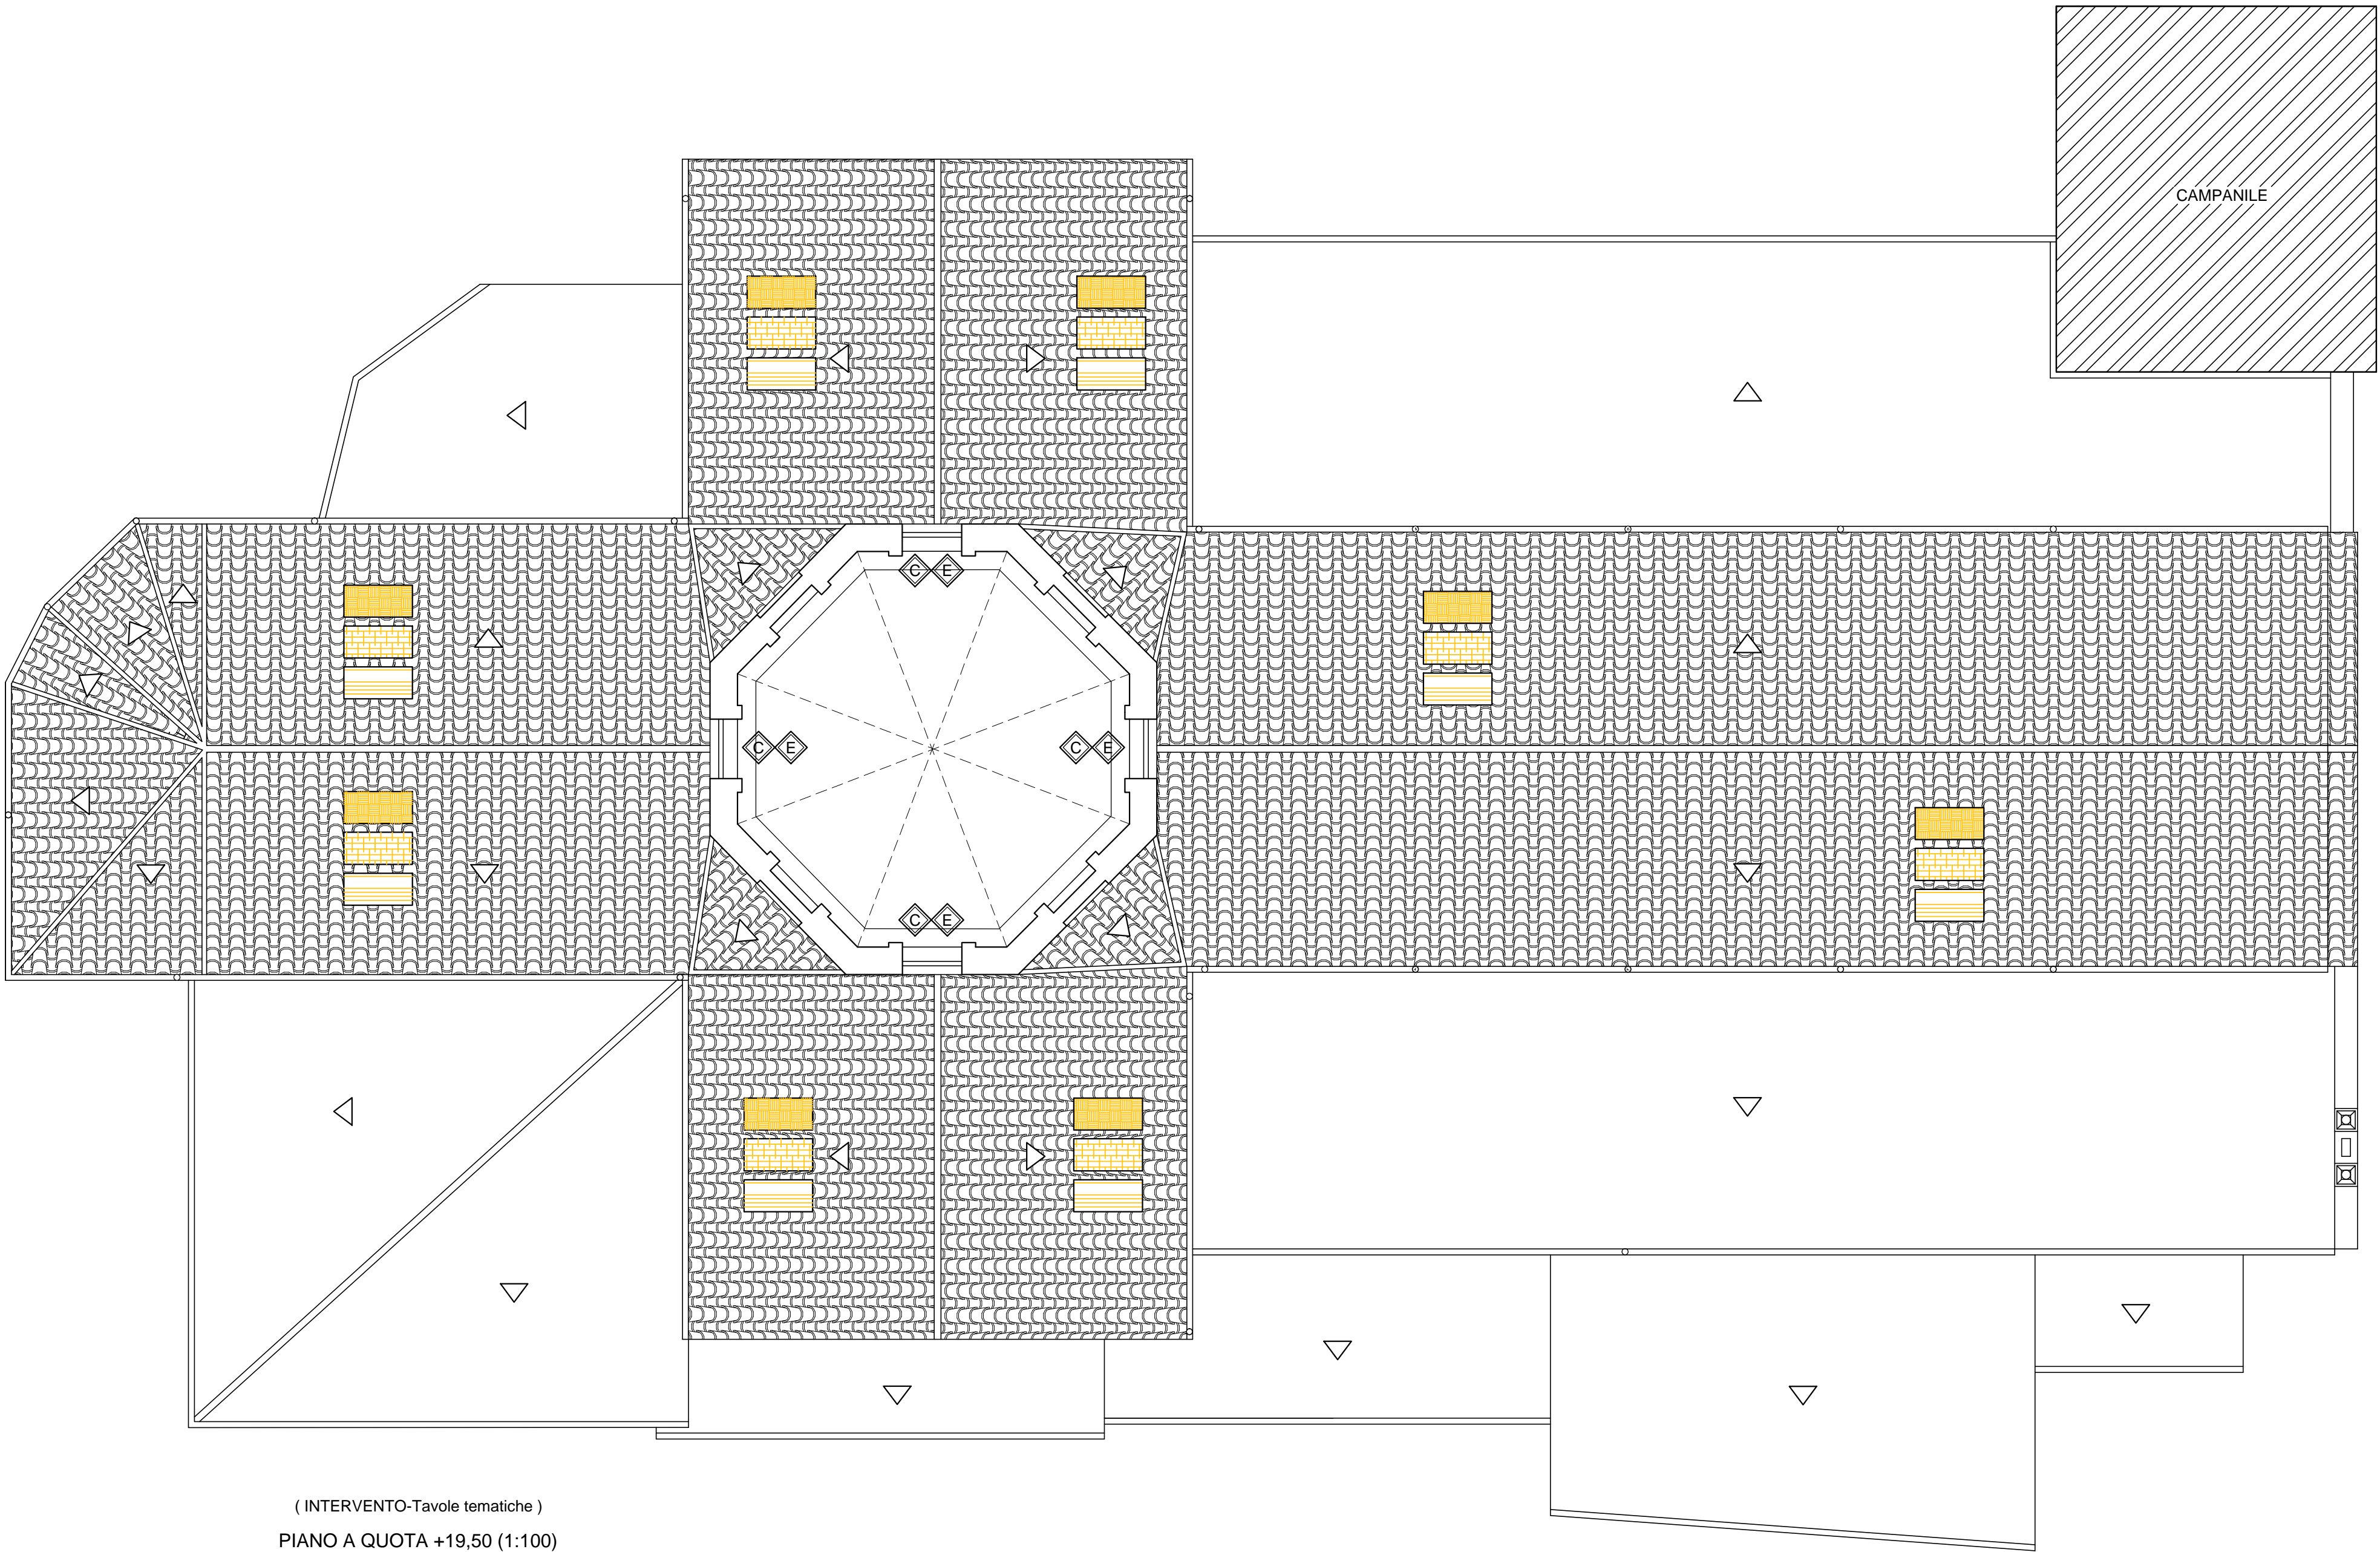 CAMPANILE
C E
C E C E
C E
( INTERVENTO-Tavole tematiche )
PIANO A QUOTA +19,50 (1:100)